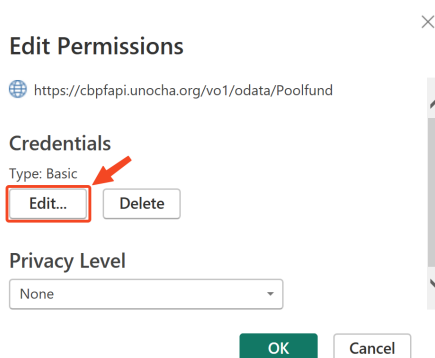 Edit Permissions
https://cbpfapi.unocha.org/vo1/odata/Poolfund
Credentials
Type: Basic
Edit...
Delete
Privacy Level
None
OK
Cancel